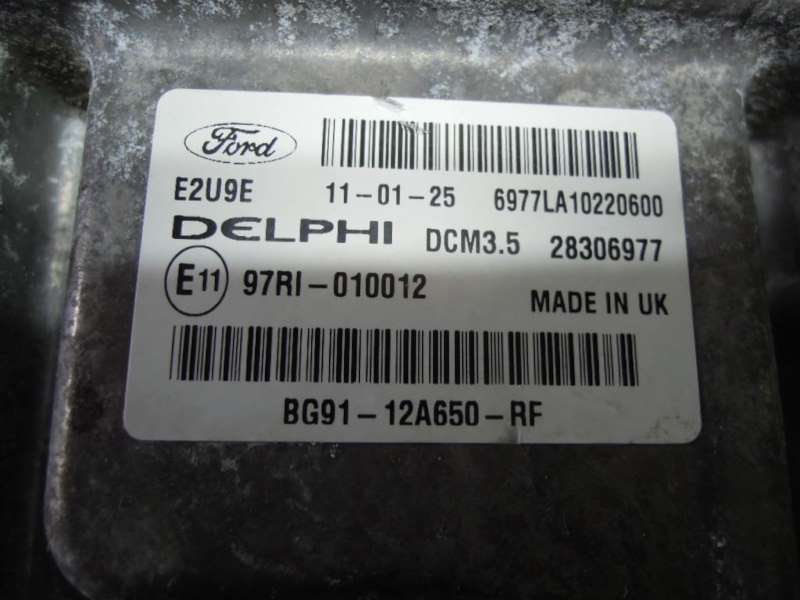 Ford
E2U9E 11-01-25 6977LA10220600
DELPHI DCM3.5 28306977
E11 97RI-010012 MADE IN UK
BG91-12A650-RF